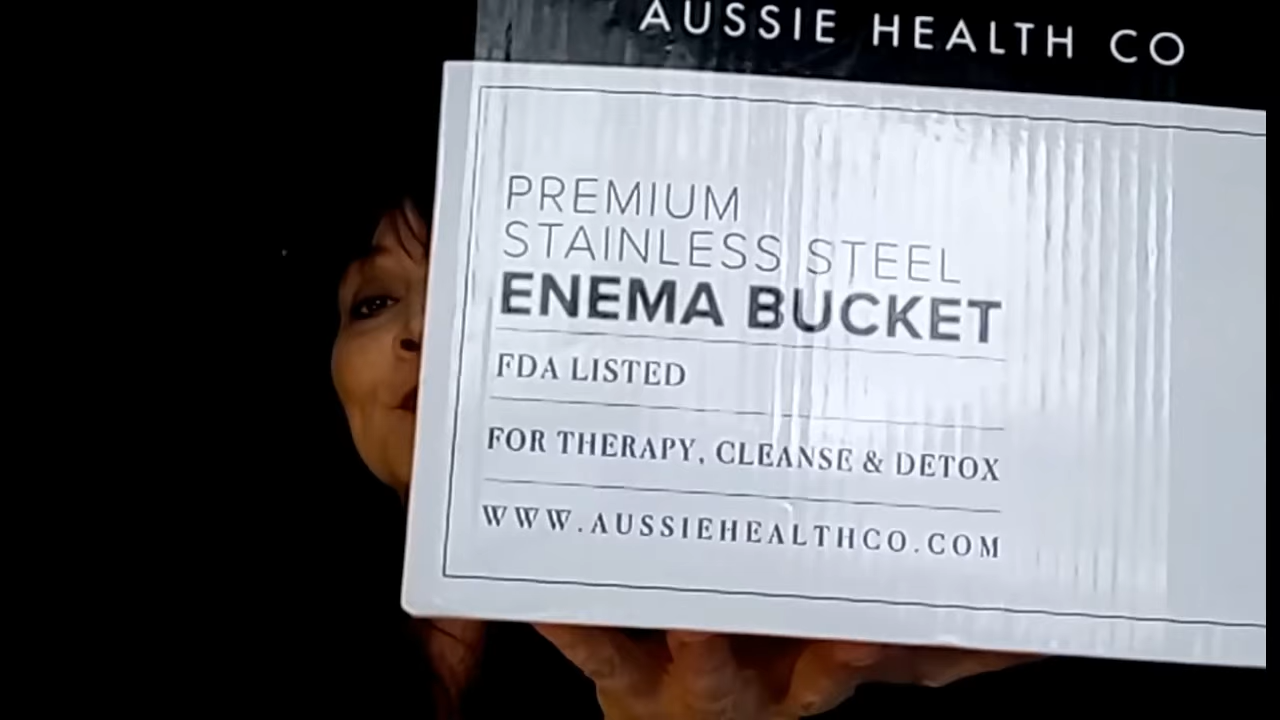 AUSSIE HEALTH CO
PREMIUM
STAINLESS STEEL
ENEMA BUCKET
FDA LISTED
FOR THERAPY, CLEANSE & DETOX
WWW.AUSSIEHEALTHCO.COM